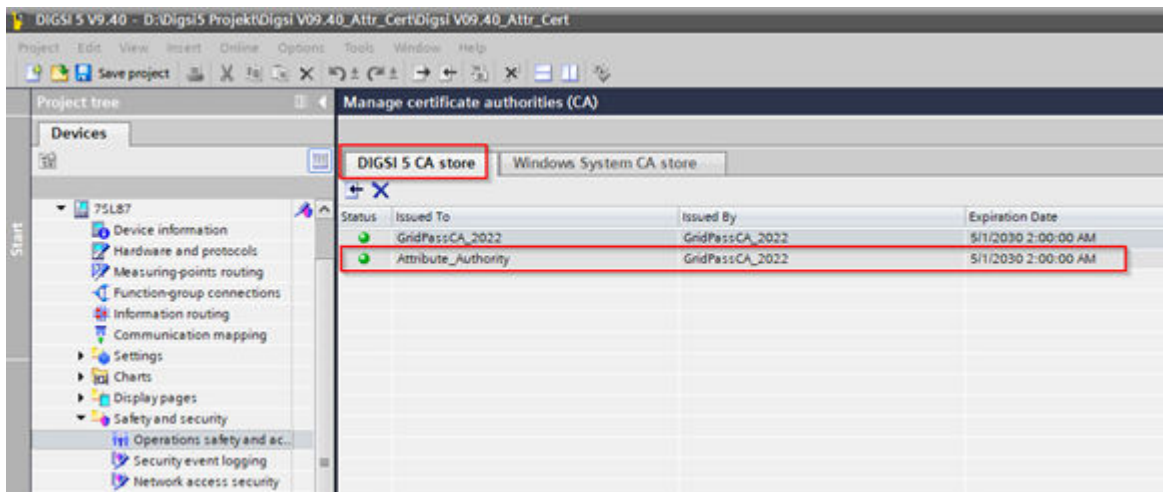 DIGSI 5 V9.40 - D:\Digsi5 Projekt\Digsi V09.40_Attr_Cert\Digsi V09.40_Attr_Cert
Project Edit View Insert Online Options Tools Window Help
Save project
Project tree
Manage certificate authorities (CA)
Devices
DIGSI 5 CA store Windows System CA store
Start
7SL87
Status Issued To Issued By Expiration Date
Device information
GridPassCA_2022 GridPassCA_2022 5/1/2030 2:00:00 AM
Hardware and protocols
Attribute_Authority GridPassCA_2022 5/1/2030 2:00:00 AM
Measuring-points routing
Function-group connections
Information routing
Communication mapping
Settings
Charts
Display pages
Safety and security
Operations safety and ac...
Security event logging
Network access security